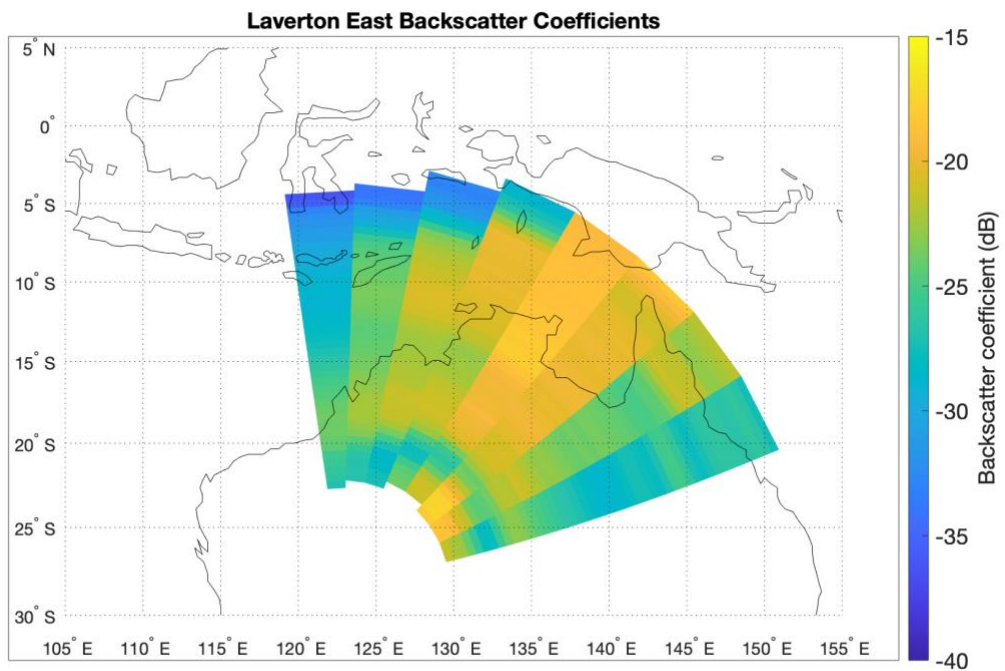 Laverton East Backscatter Coefficients
5° N
0°
5° S
10° S
15° S
20° S
25° S
30° S
105° E 110° E 115° E 120° E 125° E 130° E 135° E 140° E 145° E 150° E 155° E
-15
-20
-25
-30
-35
-40
Backscatter coefficient (dB)